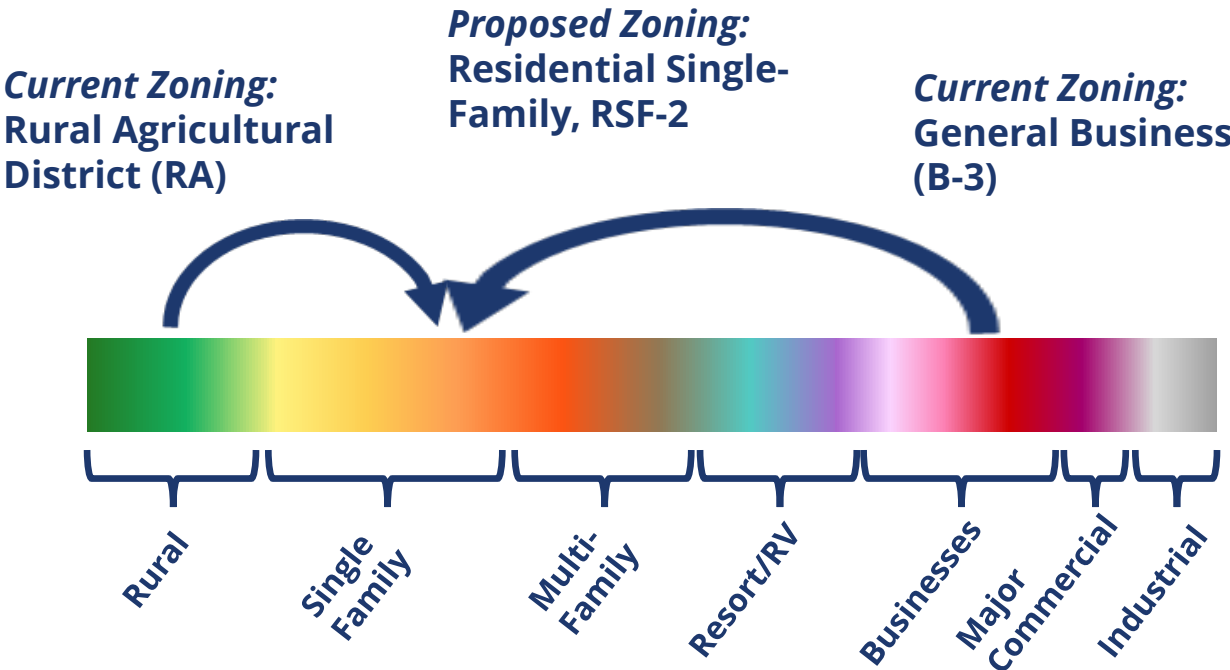 Current Zoning:
Rural Agricultural
District (RA)
Proposed Zoning:
Residential Single-
Family, RSF-2
Current Zoning:
General Business
(B-3)
Rural
Single
Family
Multi-
Family
Resort/RV
Businesses
Major
Commercial
Industrial